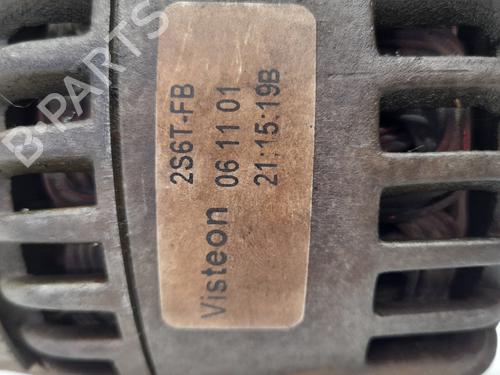 2S6T-FB
Visteon 06 11 01
21:15:19B
B-PARTS